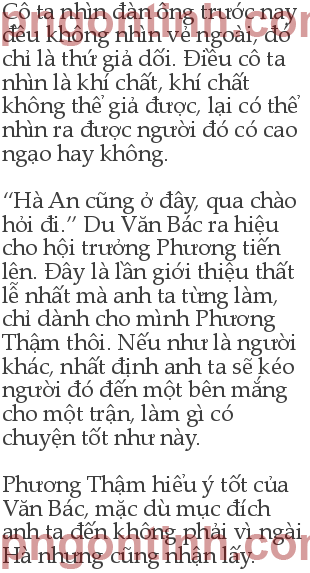 Cô ta nhìn đàn ông trước nay
đều không nhìn vẻ ngoài, đó
chỉ là thứ giả dối. Điều cô ta
nhìn là khí chất, khí chất
không thể giả được, lại có thể
nhìn ra được người đó có cao
ngạo hay không.
“Hà An cũng ở đây, qua chào
hỏi đi.” Du Văn Bác ra hiệu
cho hội trưởng Phương tiến
lên. Đây là lần giới thiệu thất
lễ nhất mà anh ta từng làm,
chỉ dành cho mình Phương
Thậm thôi. Nếu như là người
khác, nhất định anh ta sẽ kéo
người đó đến một bên mắng
cho một trận, làm gì có
chuyện tốt như này.
Phương Thậm hiểu ý tốt của
Văn Bác, mặc dù mục đích
anh ta đến không phải vì ngài
Hà nhưng cũng nhận lấy.
pngontinh.com
pngontinh.com